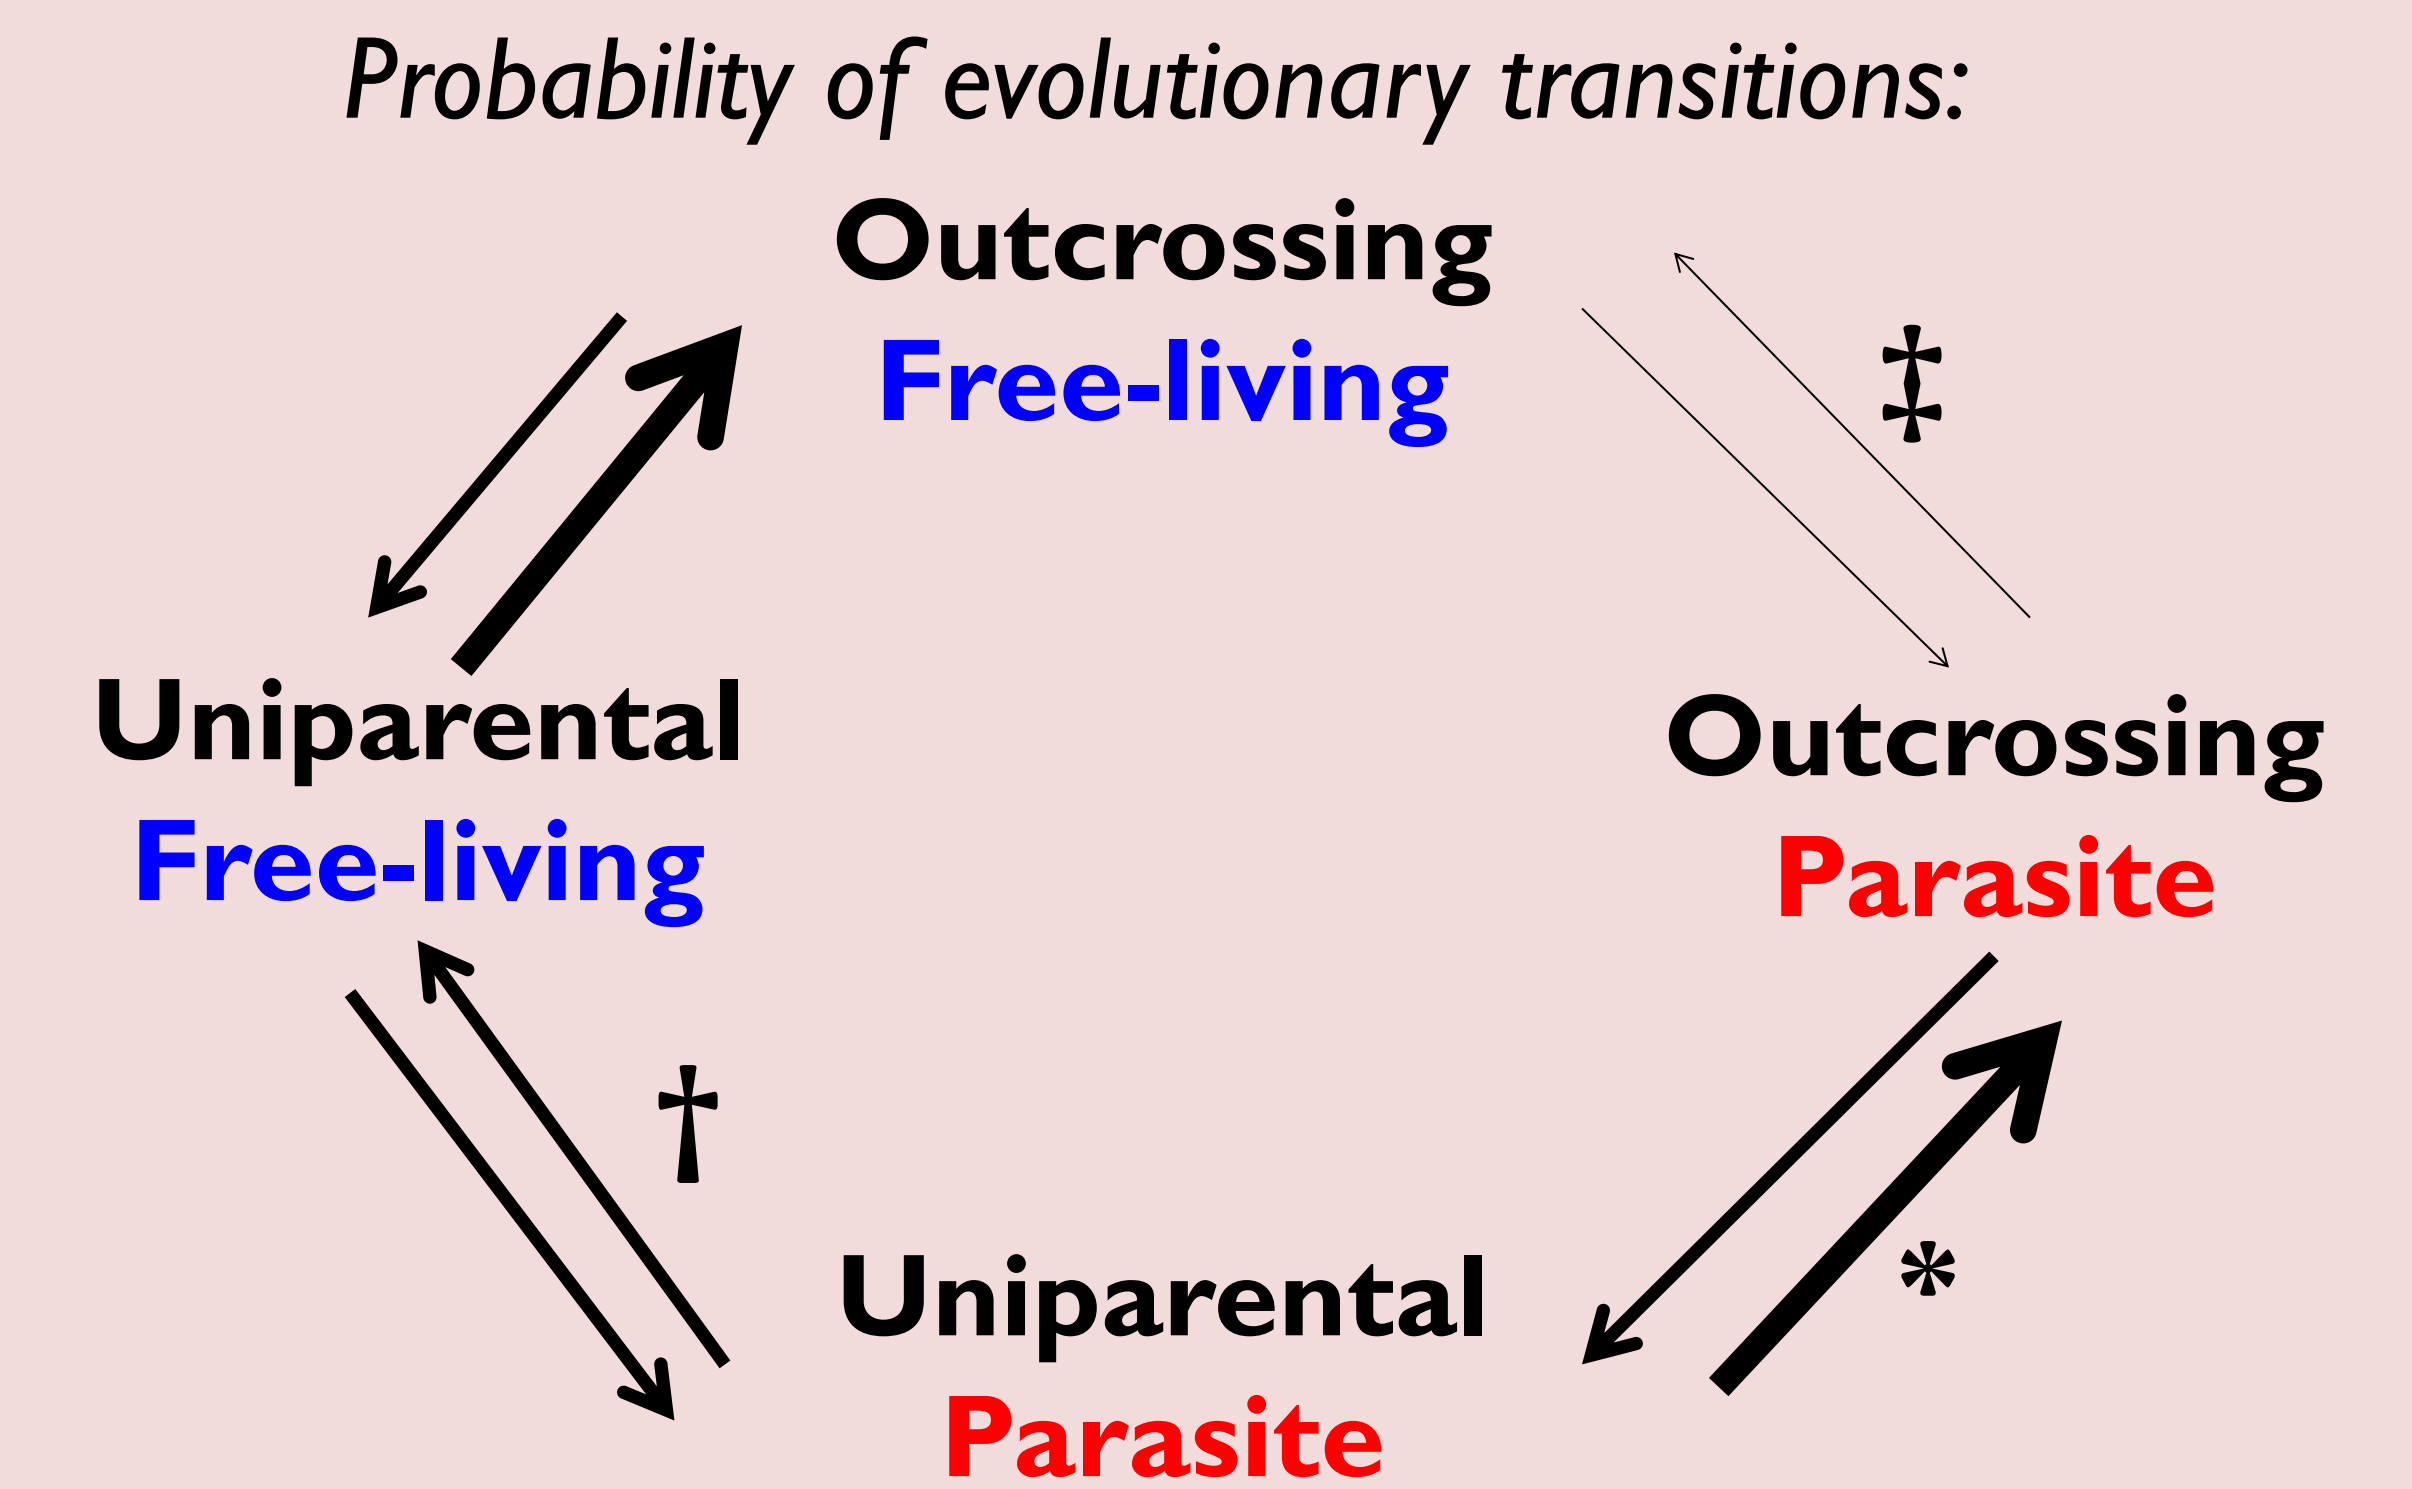 Probability of evolutionary transitions:
Outcrossing
Free-living
‡
Uniparental
Free-living
Outcrossing
Parasite
†
*
Uniparental
Parasite